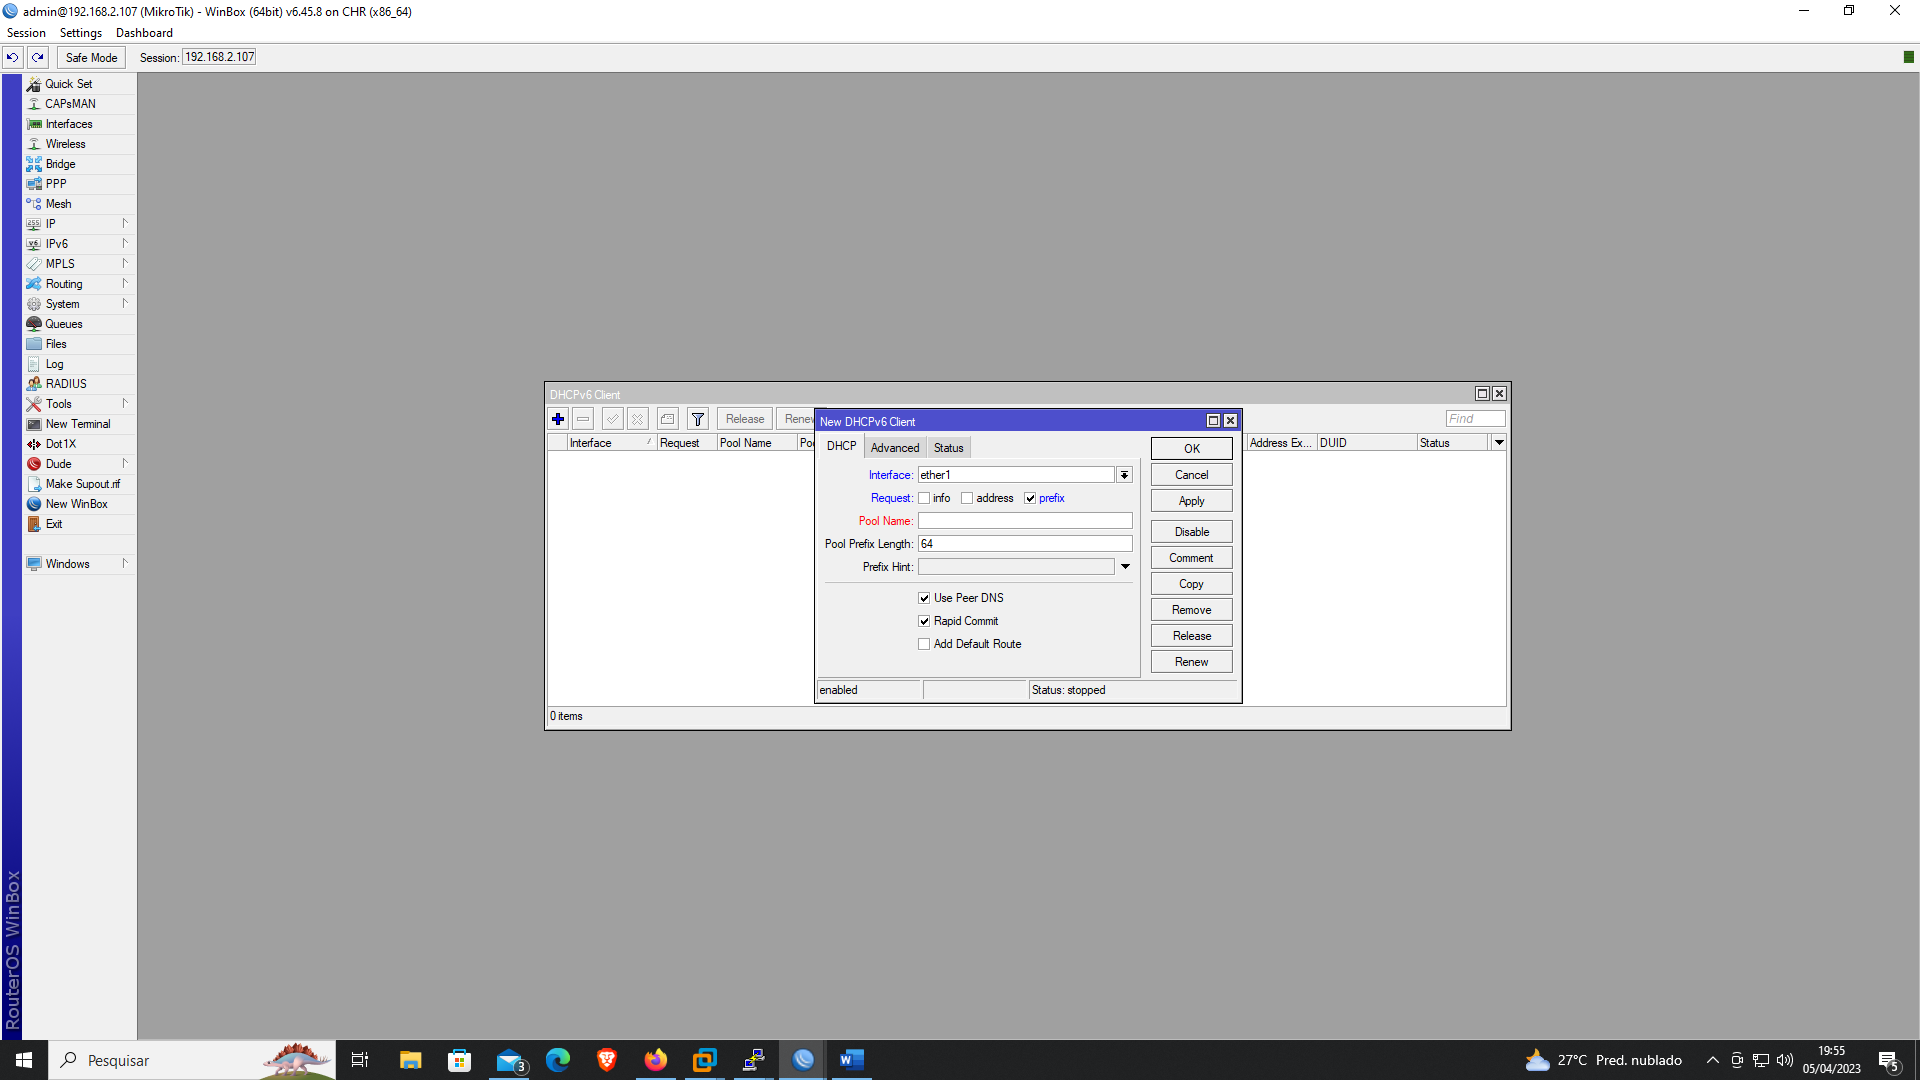 admin@192.168.2.107 (MikroTik) - WinBox (64bit) v6.45.8 on CHR (x86_64)
Session Settings Dashboard
Safe Mode Session: 192.168.2.107
Quick Set
CAPsMAN
Interfaces
Wireless
Bridge
PPP
Mesh
IP
IPv6
MPLS
Routing
System
Queues
Files
Log
RADIUS
Tools
New Terminal
Dot1X
Dude
Make Supout.rif
New WinBox
Exit
Windows
RouterOS WinBox
DHCPv6 Client
Release Renew Find
Interface Request Pool Name Address Ex... DUID Status
0 items
New DHCPv6 Client
DHCP Advanced Status
Interface: ether1
Request: info address prefix
Pool Name:
Pool Prefix Length: 64
Prefix Hint:
Use Peer DNS
Rapid Commit
Add Default Route
OK
Cancel
Apply
Disable
Comment
Copy
Remove
Release
Renew
enabled Status: stopped
Pesquisar 3 27°C Pred. nublado 19:55
05/04/2023 5